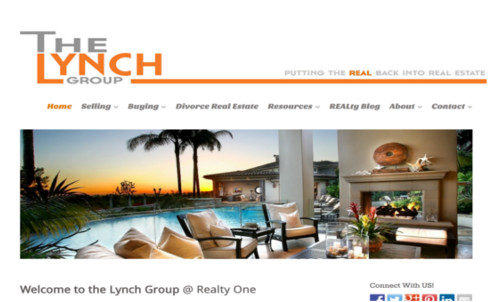 THE
LYNCH
GROUP
PUTTING THE REAL BACK INTO REAL ESTATE
Home Selling Buying Divorce Real Estate Resources REALty Blog About Contact
Welcome to the Lynch Group @ Realty One
Connect With US!